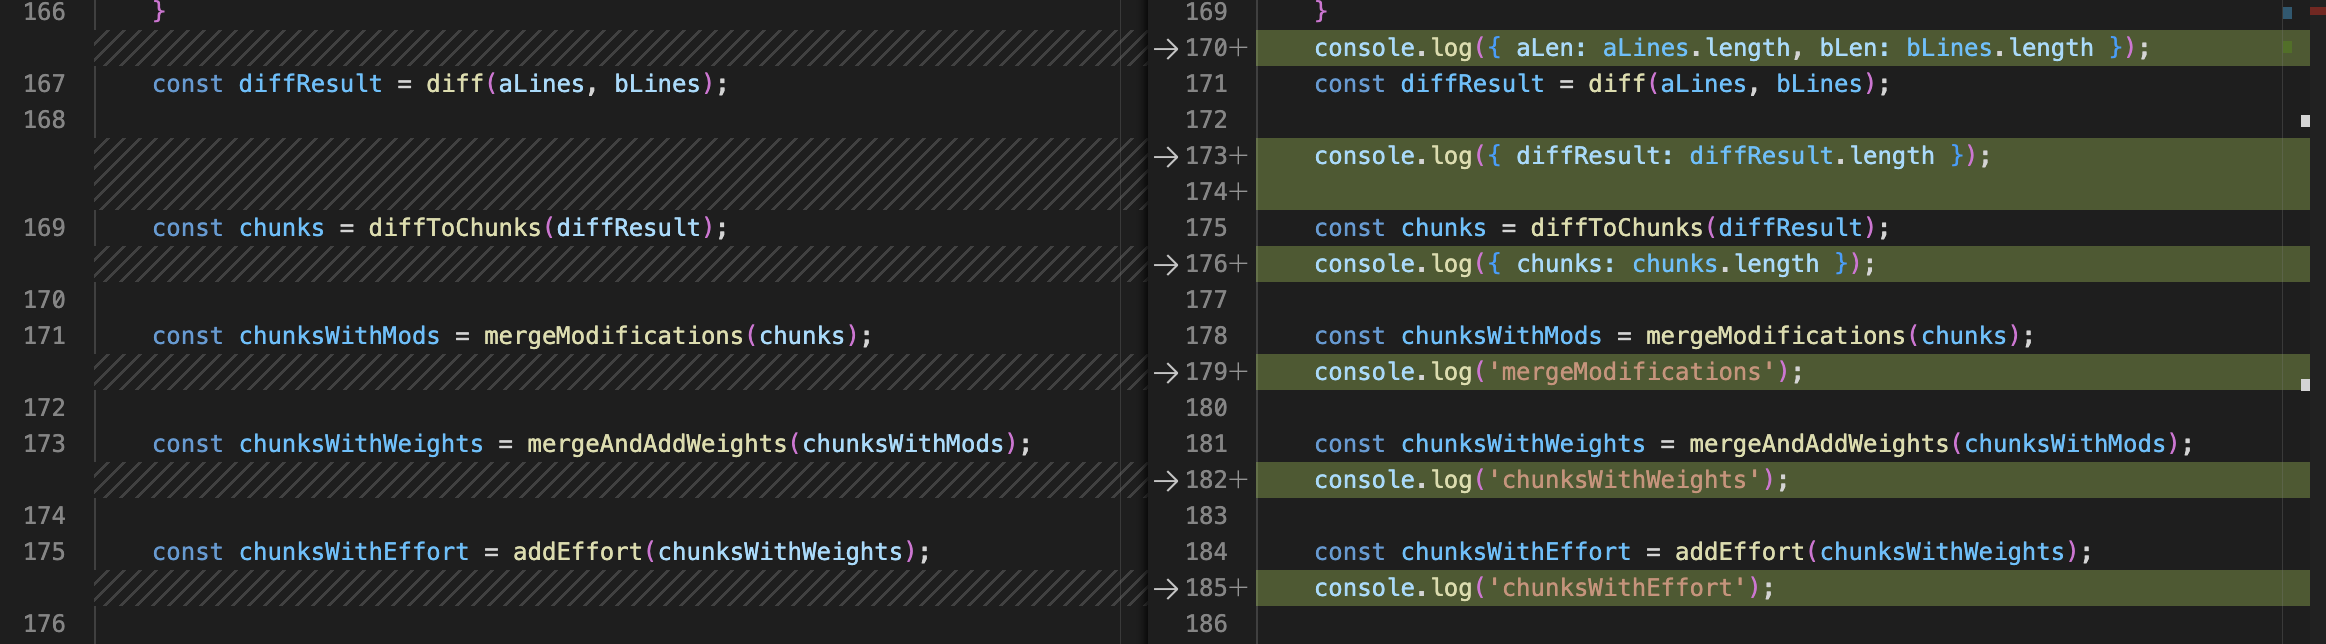 166 }
167 const diffResult = diff(aLines, bLines);
168
169 const chunks = diffToChunks(diffResult);
170
171 const chunksWithMods = mergeModifications(chunks);
172
173 const chunksWithWeights = mergeAndAddWeights(chunksWithMods);
174
175 const chunksWithEffort = addEffort(chunksWithWeights);
176
169 }
→ 170+ console.log({ aLen: aLines.length, bLen: bLines.length });
171 const diffResult = diff(aLines, bLines);
172
→ 173+ console.log({ diffResult: diffResult.length });
174+
175 const chunks = diffToChunks(diffResult);
→ 176+ console.log({ chunks: chunks.length });
177
178 const chunksWithMods = mergeModifications(chunks);
→ 179+ console.log('mergeModifications');
180
181 const chunksWithWeights = mergeAndAddWeights(chunksWithMods);
→ 182+ console.log('chunksWithWeights');
183
184 const chunksWithEffort = addEffort(chunksWithWeights);
→ 185+ console.log('chunksWithEffort');
186